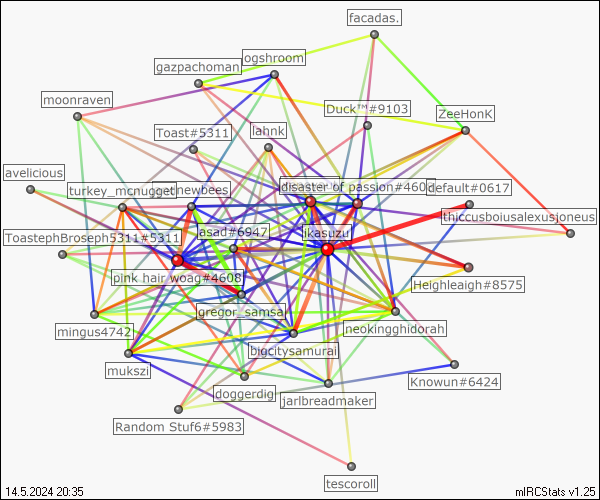 facadas.
ogshroom
gazpachoman
moonraven
Duck™#9103
ZeeHonK
Toast#5311
lahnk
avelicious
turkey_mcnugget
newbees
disaster of passion#460
default#0617
thiccusboiusalexusjoneus
ToastephBroseph5311#5311
asad#6947
ikasuzu
pink hair woag#4608
Heighleigh#8575
gregor_samsa
mingus4742
neokingghidorah
bigcitysamurai
mukszi
Knowun#6424
doggerdig
jarlbreadmaker
Random Stuf6#5983
tescoroll
14.5.2024 20:35
mIRCStats v1.25